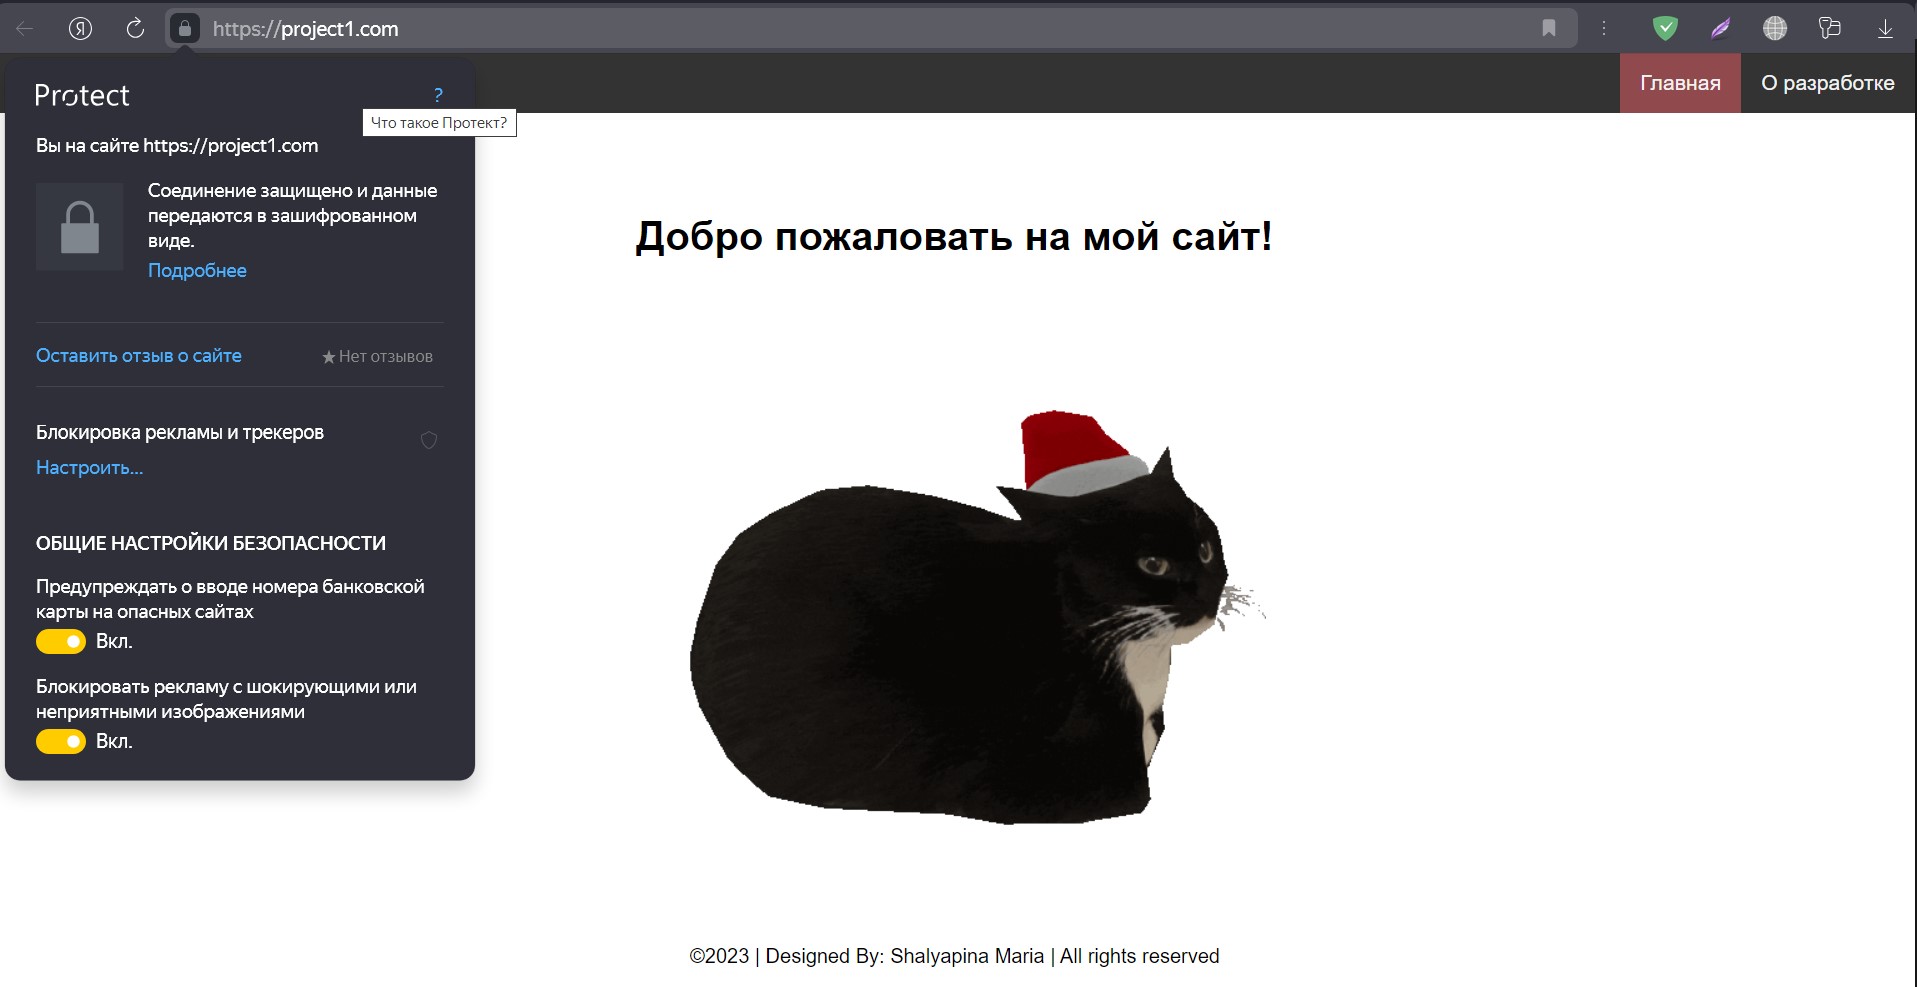 https://project1.com
Главная
О разработке
Protect
?
Что такое Протект?
Вы на сайте https://project1.com
Соединение защищено и данные
передаются в зашифрованном
виде.
Подробнее
Оставить отзыв о сайте
Нет отзывов
Блокировка рекламы и трекеров
Настроить...
ОБЩИЕ НАСТРОЙКИ БЕЗОПАСНОСТИ
Предупреждать о вводе номера банковской
карты на опасных сайтах
Вкл.
Блокировать рекламу с шокирующими или
неприятными изображениями
Вкл.
Добро пожаловать на мой сайт!
©2023 | Designed By: Shalyapina Maria | All rights reserved